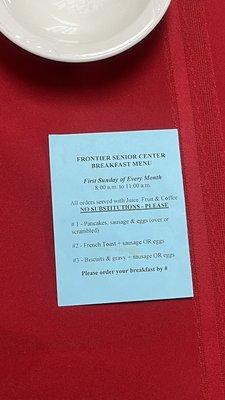 FRONTIER SENIOR CENTER
BREAKFAST MENU
First Sunday of Every Month
8:00 a.m. to 11:00 a.m.
All orders served with Juice, Fruit & Coffee
NO SUBSTITUTIONS - PLEASE
# 1 - Pancakes, sausage & eggs (over or
scrambled)
#2 - French Toast + sausage OR eggs
#3 - Biscuits & gravy + sausage OR eggs
Please order your breakfast by #